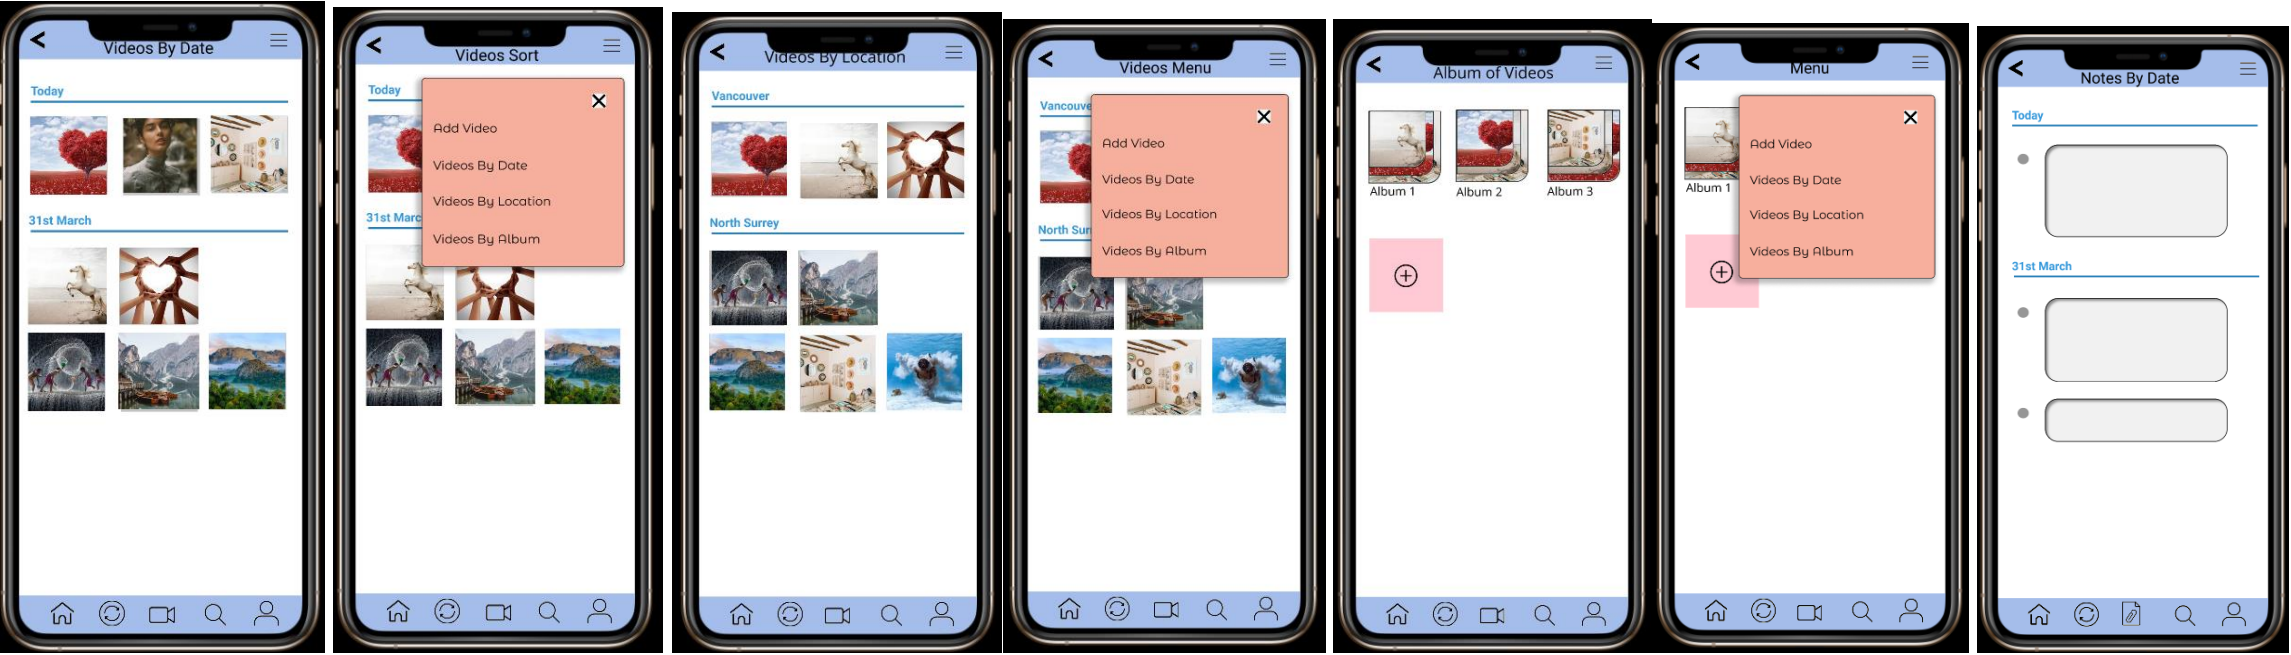 Videos By Date
Today
31st March
Videos Sort
Today
Add Video
Videos By Date
Videos By Location
31st Marc
Videos By Album
Videos By Location
Vancouver
North Surrey
Videos Menu
Vancouve
Add Video
Videos By Date
Videos By Location
North Sur
Videos By Album
Album of Videos
Album 1
Album 2
Album 3
Menu
Add Video
Videos By Date
Album 1
Videos By Location
Videos By Album
Notes By Date
Today
31st March